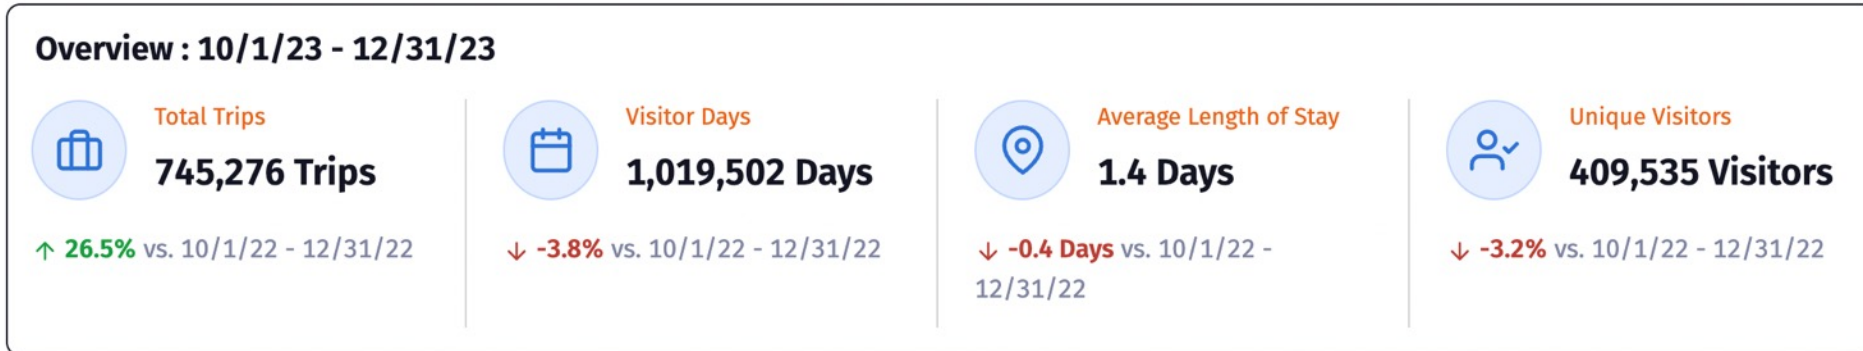 Overview : 10/1/23 - 12/31/23
Total Trips
745,276 Trips
↑ 26.5% vs. 10/1/22 - 12/31/22
Visitor Days
1,019,502 Days
↓ -3.8% vs. 10/1/22 - 12/31/22
Average Length of Stay
1.4 Days
↓ -0.4 Days vs. 10/1/22 -
12/31/22
Unique Visitors
409,535 Visitors
↓ -3.2% vs. 10/1/22 - 12/31/22